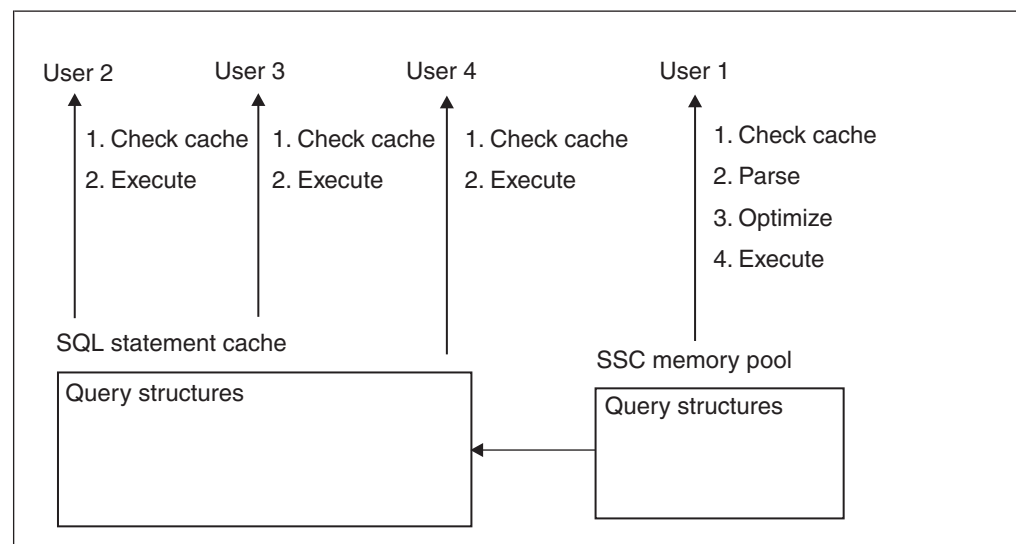 User 2
User 3
User 4
User 1
1. Check cache
2. Execute
1. Check cache
2. Execute
1. Check cache
2. Execute
1. Check cache
2. Parse
3. Optimize
4. Execute
SQL statement cache
Query structures
SSC memory pool
Query structures